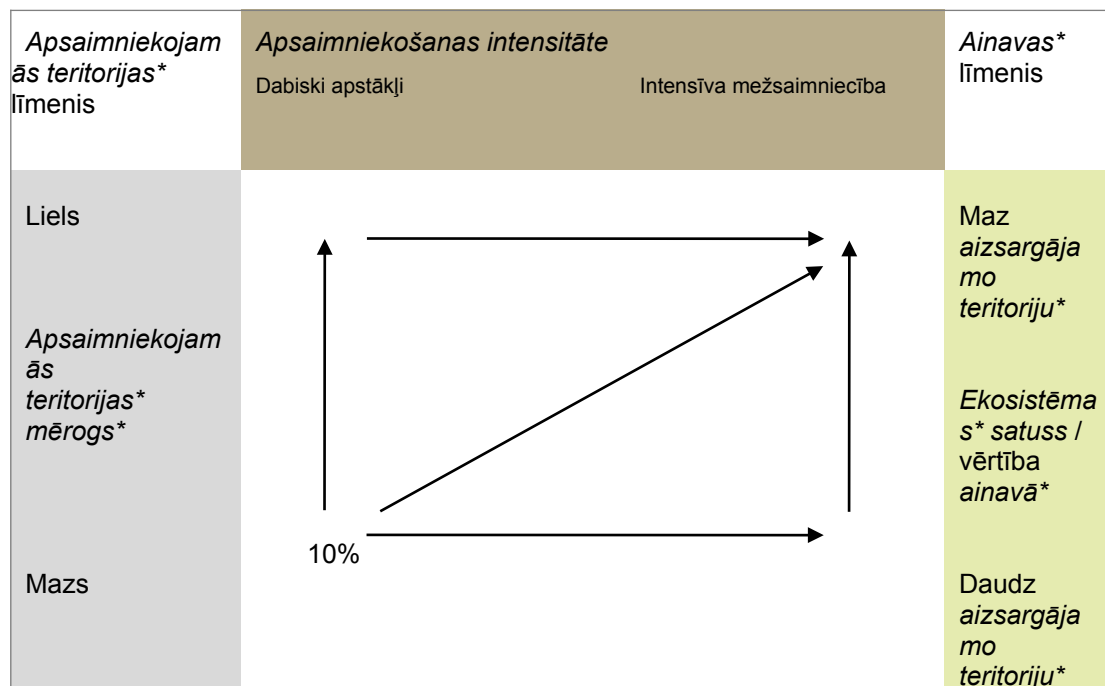 Apsaimniekojam
ās teritorijas*
līmenis
Apsaimniekošanas intensitāte
Dabiski apstākļi
Intensīva mežsaimniecība
Ainavas*
līmenis
Liels
Apsaimniekojam
ās
teritorijas*
mērogs*
Mazs
10%
Maz
aizsargāja
mo
teritoriju*
Ekosistēma
s* satuss /
vērtība
ainavā*
Daudz
aizsargāja
mo
teritoriju*